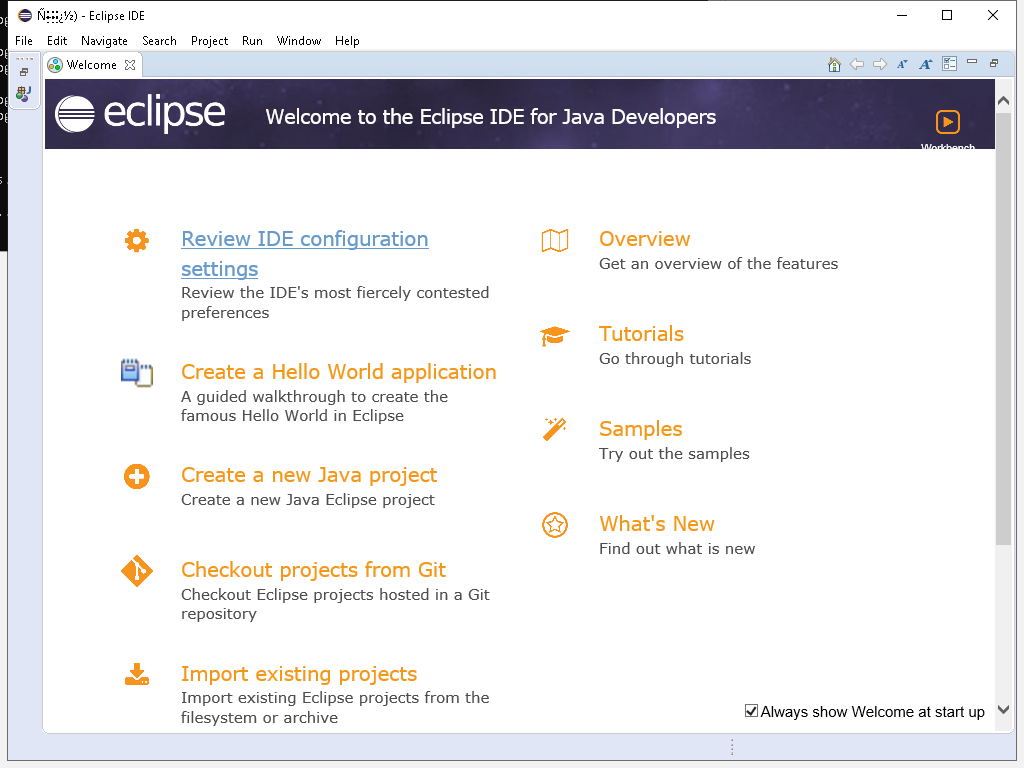 - Eclipse IDE
File Edit Navigate Search Project Run Window Help
Welcome
eclipse Welcome to the Eclipse IDE for Java Developers
Workbench
Review IDE configuration
settings
Review the IDE's most fiercely contested
preferences
Create a Hello World application
A guided walkthrough to create the
famous Hello World in Eclipse
Create a new Java project
Create a new Java Eclipse project
Checkout projects from Git
Checkout Eclipse projects hosted in a Git
repository
Import existing projects
Import existing Eclipse projects from the
filesystem or archive
Overview
Get an overview of the features
Tutorials
Go through tutorials
Samples
Try out the samples
What's New
Find out what is new
Always show Welcome at start up